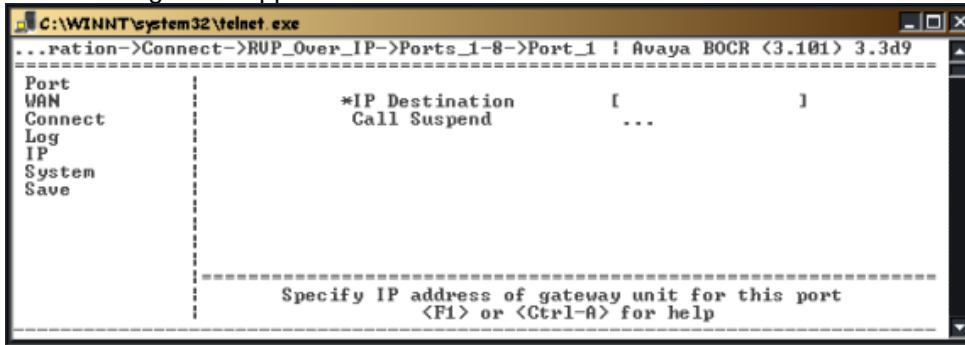 C:\WINNT\system32\telnet.exe
...ration->Connect->RVP_Over_IP->Ports_1-8->Port_1 | Avaya BOCR (3.101) 3.3d9
Port
WAN
Connect
Log
IP
System
Save
*IP Destination [ ]
Call Suspend ...
Specify IP address of gateway unit for this port
<F1> or <Ctrl-A> for help